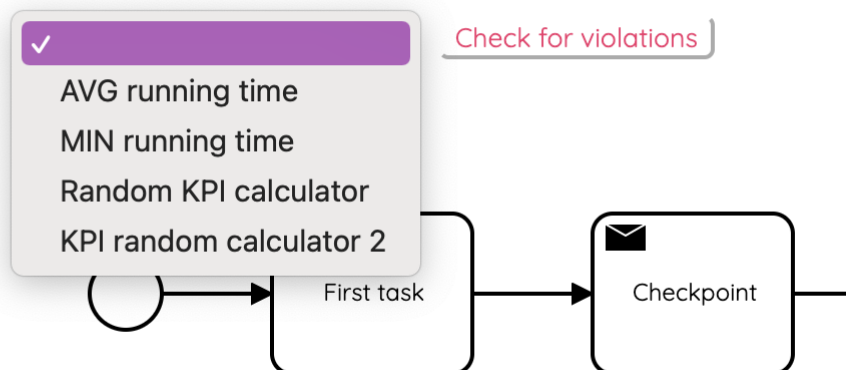 Check for violations
AVG running time
MIN running time
Random KPI calculator
KPI random calculator 2
First task
Checkpoint